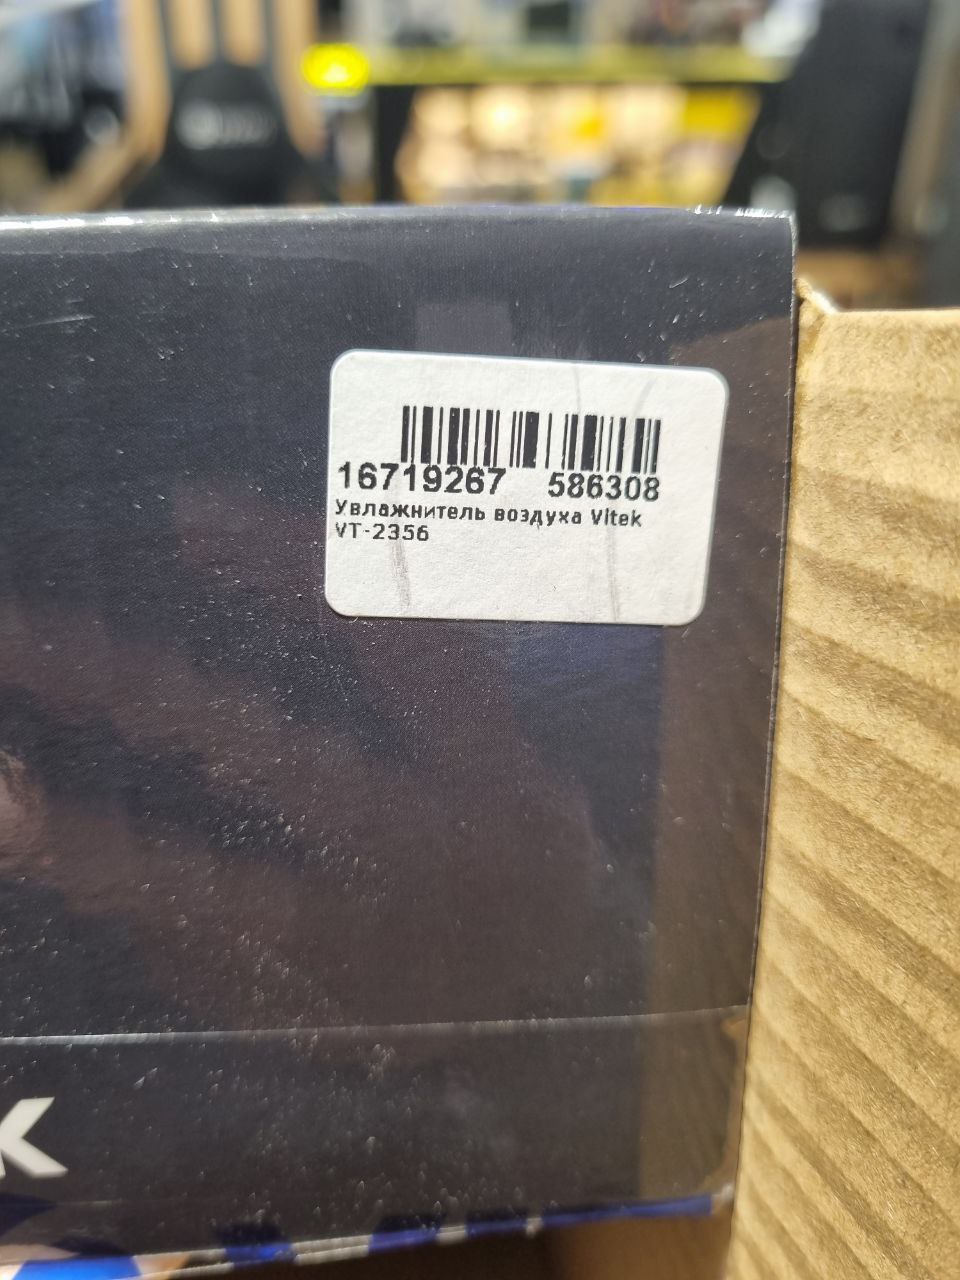 16719267 586308
Увлажнитель воздуха Vitek
VT-2356
K